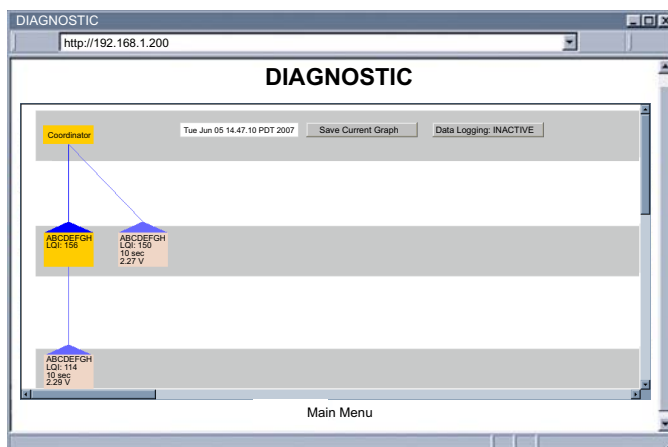 DIAGNOSTIC
http://192.168.1.200
DIAGNOSTIC
Coordinator
Tue Jun 05 14.47.10 PDT 2007
Save Current Graph
Data Logging: INACTIVE
ABCDEFGH
LQI: 156
ABCDEFGH
LQI: 150
10 sec
2.27 V
ABCDEFGH
LQI: 114
10 sec
2.29 V
Main Menu